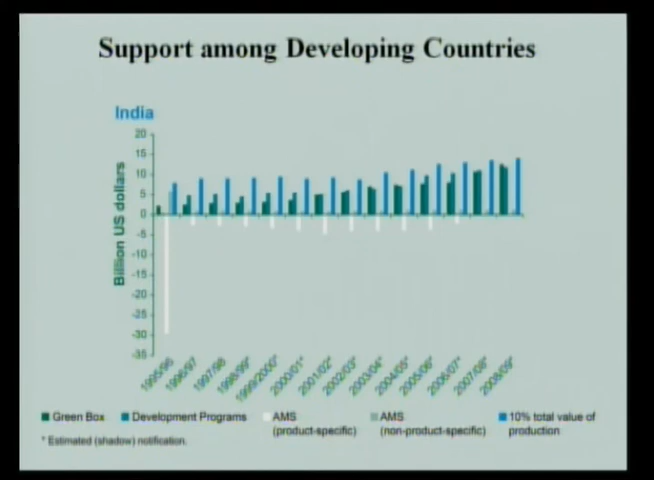 Support among Developing Countries
India
Billion US dollars
20
15
10
5
0
-5
-10
-15
-20
-25
-30
-35
1995/96
1996/97
1997/98
1998/99*
1999/2000*
2000/01*
2001/02*
2002/03*
2003/04*
2004/05*
2005/06*
2006/07*
2007/08*
2008/09*
Green Box
Development Programs
AMS
(product-specific)
AMS
(non-product-specific)
10% total value of
production
* Estimated (shadow) notification.